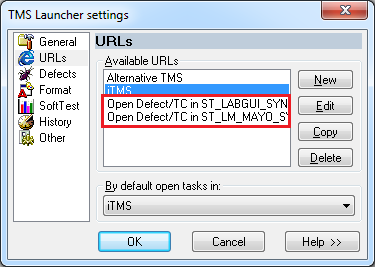 TMS Launcher settings
General
URLs
Defects
Format
SoftTest
History
Other
URLs
Available URLs
Alternative TMS
iTMS
Open Defect/TC in ST_LABGUI_SYN
Open Defect/TC in ST_LM_MAYO_SY
New
Edit
Copy
Delete
By default open tasks in:
iTMS
OK
Cancel
Help >>